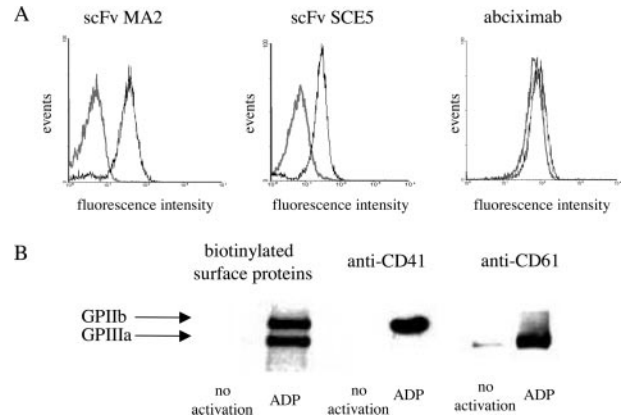 A
scFv MA2
scFv SCE5
abciximab
events
events
events
fluorescence intensity
fluorescence intensity
fluorescence intensity
B
biotinylated
surface proteins
anti-CD41
anti-CD61
GPIIb
GPIIIa
no
activation
ADP
no
activation
ADP
no
activation
ADP